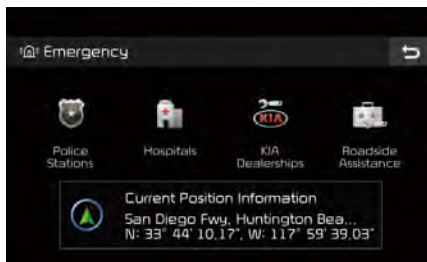 Emergency
Police
Stations
Hospitals
KIA
KIA
Dealerships
Roadside
Assistance
Current Position Information
San Diego Fwy, Huntington Bea...
N: 33° 44' 10.17", W: 117° 59' 39.03"